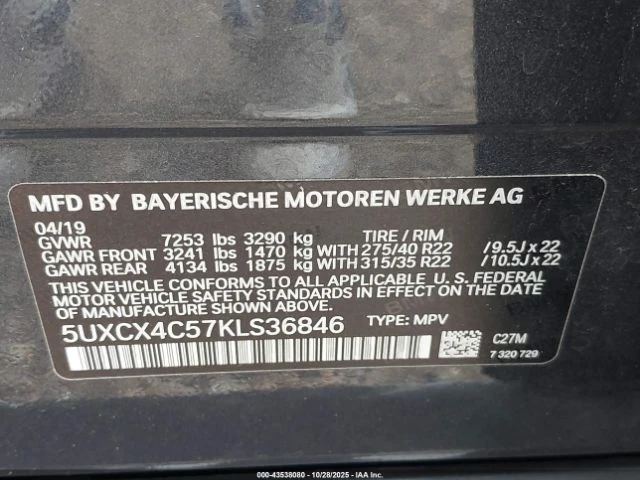 MFD BY BAYERISCHE MOTOREN WERKE AG
04/19
GVWR 7253 lbs 3290 kg TIRE / RIM
GAWR FRONT 3241 lbs 1470 kg WITH 275/40 R22 /9.5J x 22
GAWR REAR 4134 lbs 1875 kg WITH 315/35 R22 /10.5J x 22
THIS VEHICLE CONFORMS TO ALL APPLICABLE U. S. FEDERAL
MOTOR VEHICLE SAFETY STANDARDS IN EFFECT ON THE DATE
OF MANUFACTURE SHOWN ABOVE.
5UXCX4C57KLS36846 TYPE: MPV
C27M
7 320 729
000-43538080 - 10/28/2025 - IAA Inc.